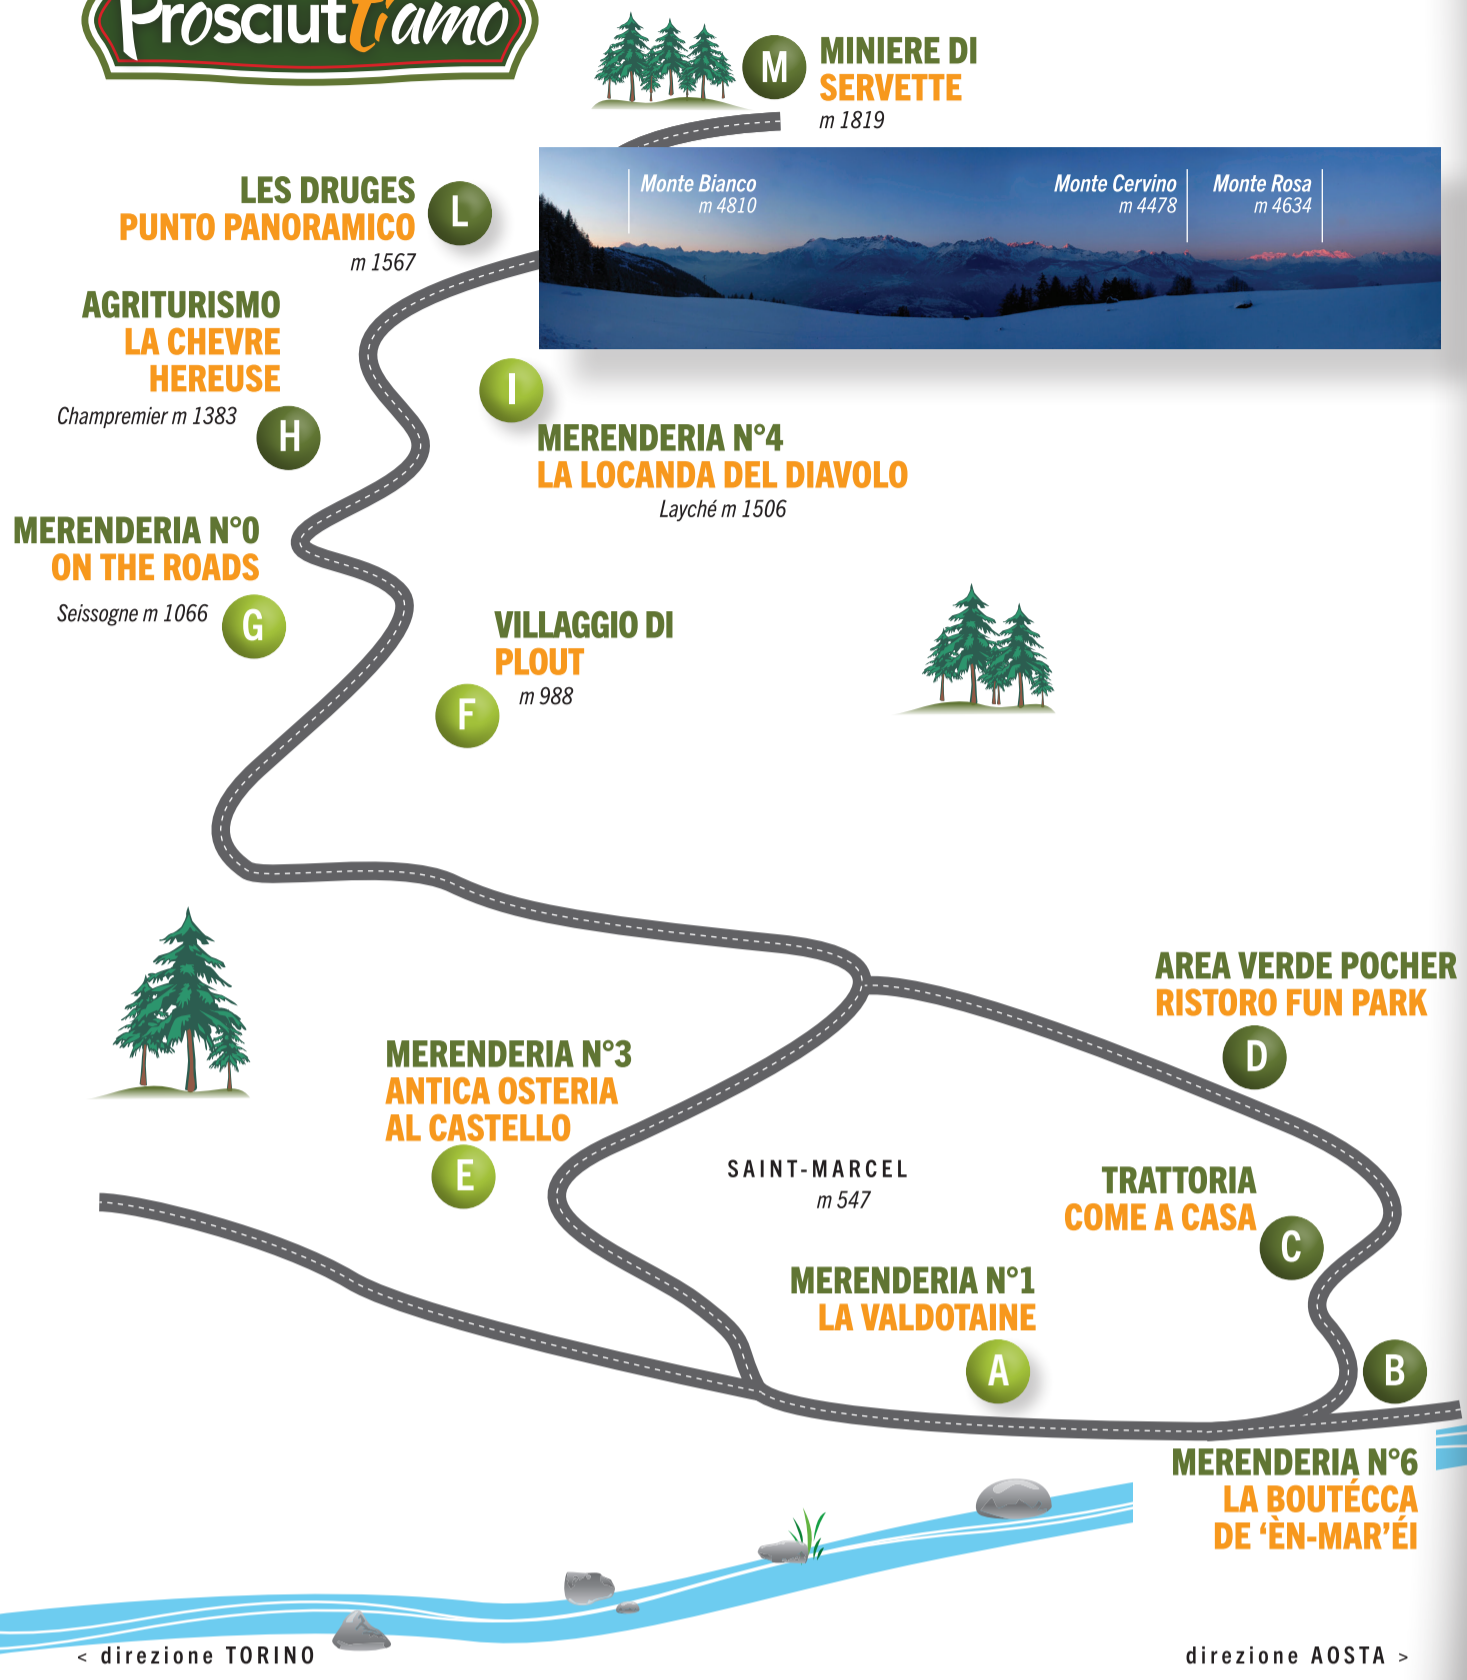 Prosciuttiamo
M
MINIERE DI
SERVETTE
m 1819
Monte Bianco
m 4810
Monte Cervino
m 4478
Monte Rosa
m 4634
LES DRUGES
PUNTO PANORAMICO
m 1567
L
AGRITURISMO
LA CHEVRE
HEREUSE
Champremier m 1383
H
I
MERENDERIA N°4
LA LOCANDA DEL DIAVOLO
Layché m 1506
MERENDERIA N°0
ON THE ROADS
Seissogne m 1066
G
VILLAGGIO DI
PLOUT
m 988
F
AREA VERDE POCHER
RISTORO FUN PARK
D
MERENDERIA N°3
ANTICA OSTERIA
AL CASTELLO
E
SAINT-MARCEL
m 547
TRATTORIA
COME A CASA
C
MERENDERIA N°1
LA VALDOTAINE
A
B
MERENDERIA N°6
LA BOUTÉCCA
DE ‘ÈN-MAR’ÉI
< direzione TORINO
direzione AOSTA >